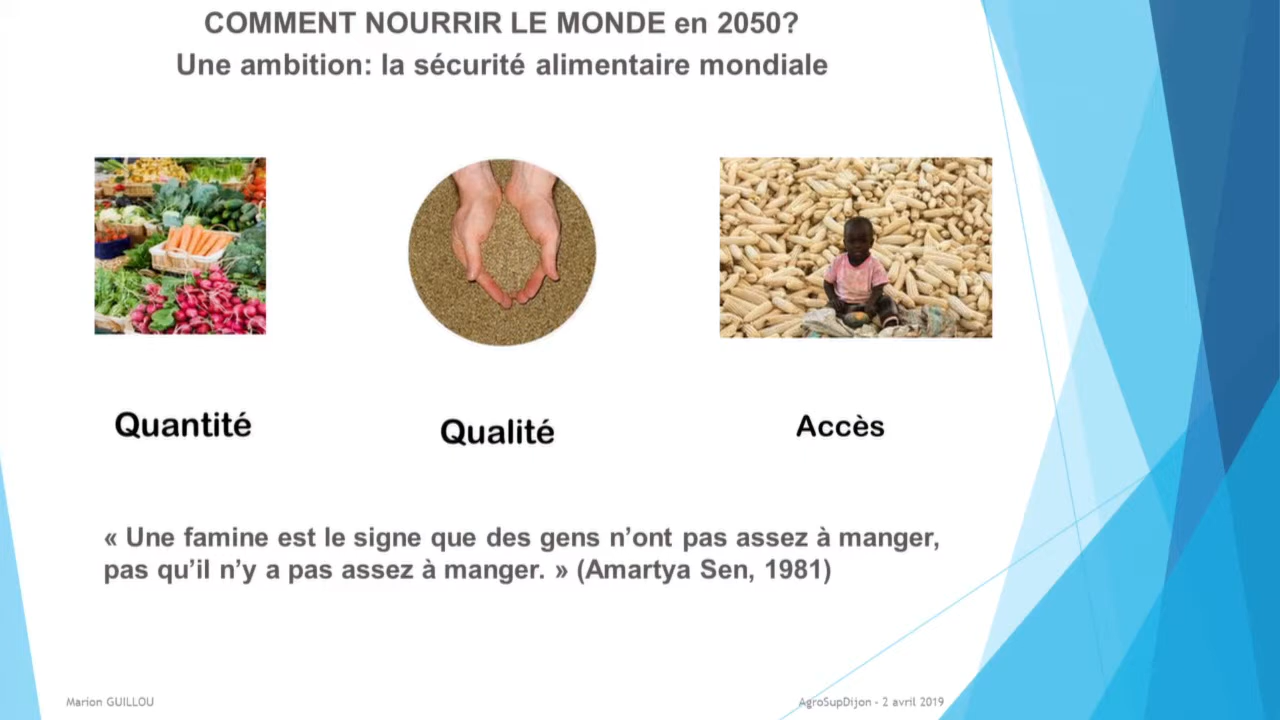 COMMENT NOURRIR LE MONDE en 2050?
Une ambition: la sécurité alimentaire mondiale
Quantité
Qualité
Accès
« Une famine est le signe que des gens n’ont pas assez à manger,
pas qu’il n’y a pas assez à manger. » (Amartya Sen, 1981)
Marion GUILLOU
AgroSupDijon - 2 avril 2019